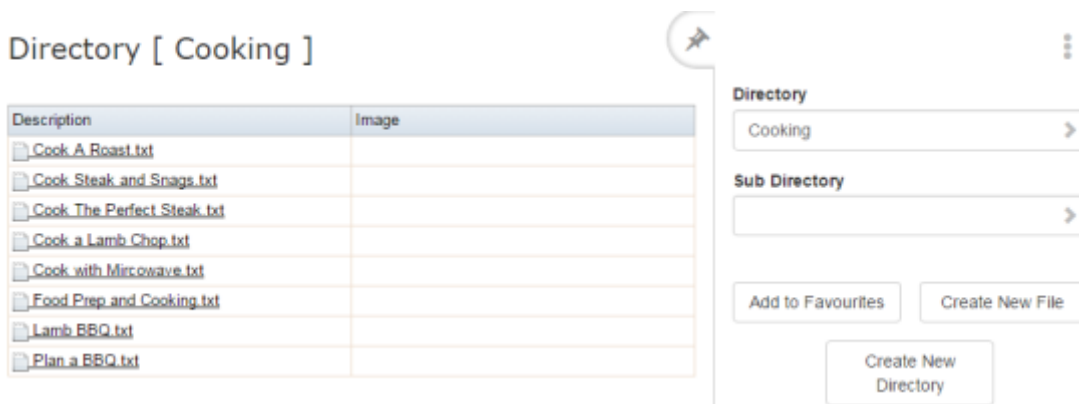 Directory [ Cooking ]
Description Image
Cook A Roast.txt
Cook Steak and Snags.txt
Cook The Perfect Steak.txt
Cook a Lamb Chop.txt
Cook with Mircowave.txt
Food Prep and Cooking.txt
Lamb BBQ.txt
Plan a BBQ.txt
Directory
Cooking
Sub Directory
Add to Favourites
Create New File
Create New
Directory